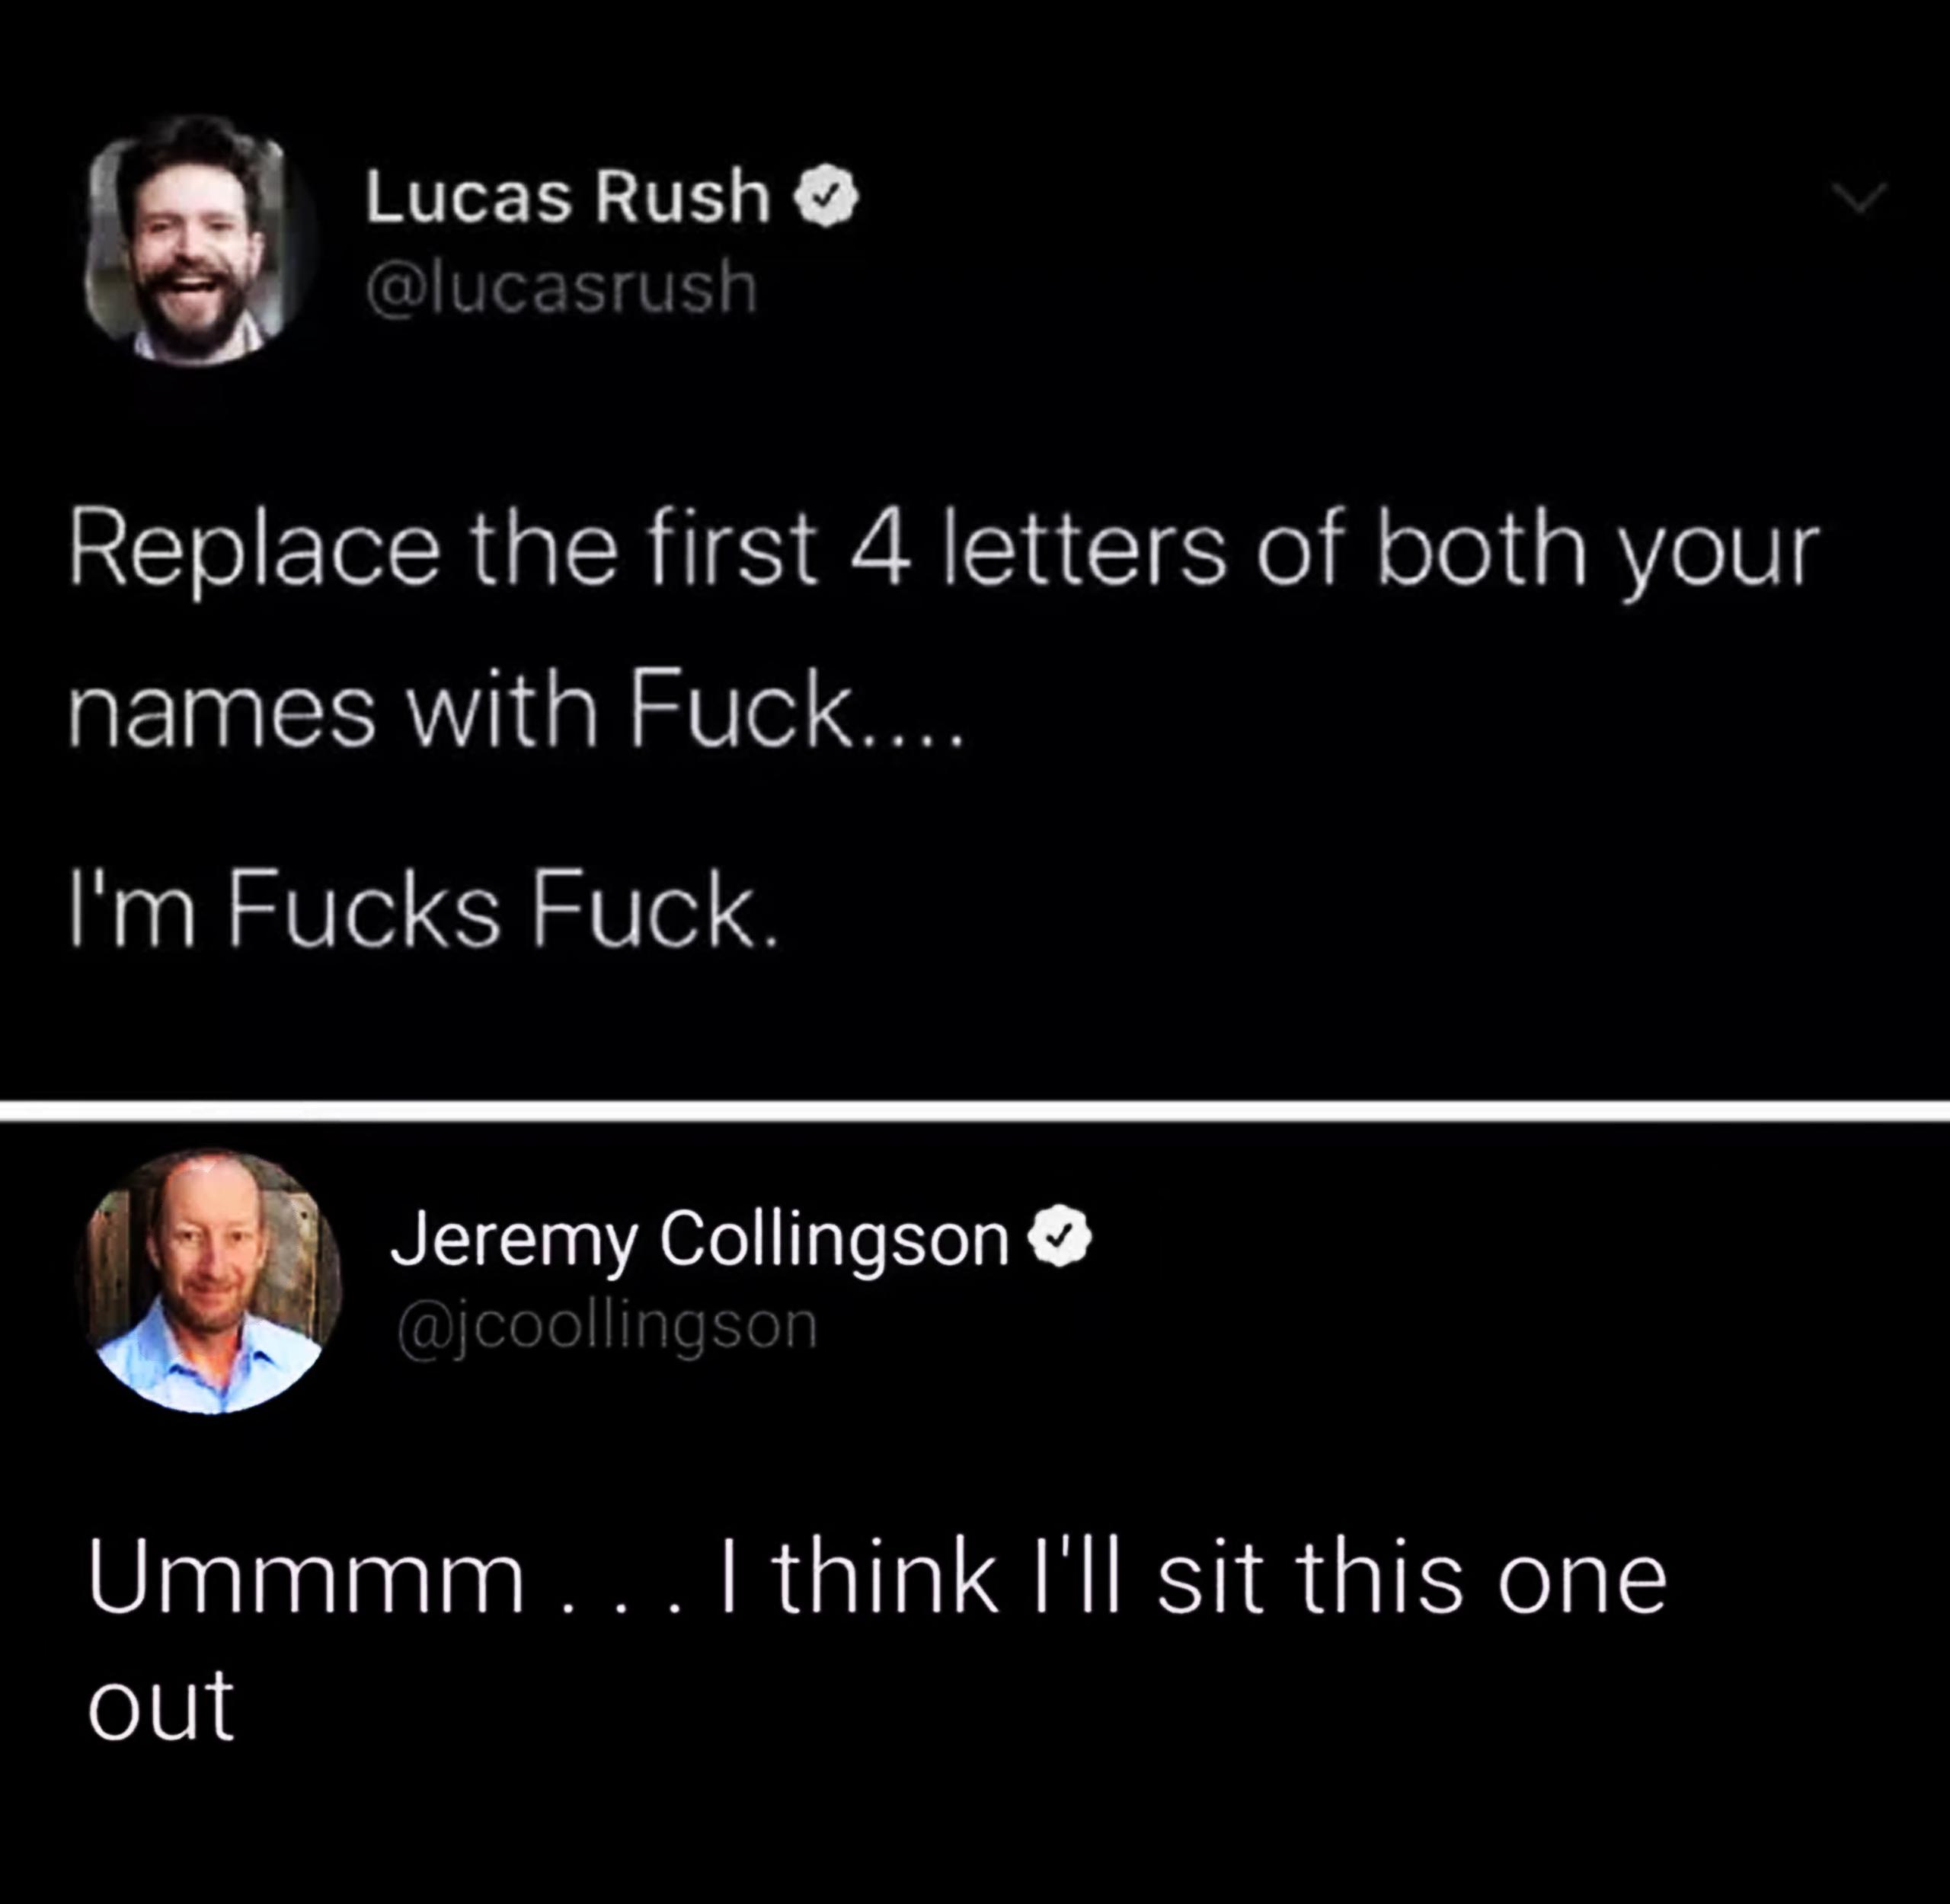 Lucas Rush
@lucasrush
Replace the first 4 letters of both your
names with Fuck....
I'm Fucks Fuck.
Jeremy Collingson
@jcoollingson
Ummmm . . . I think I'll sit this one
out